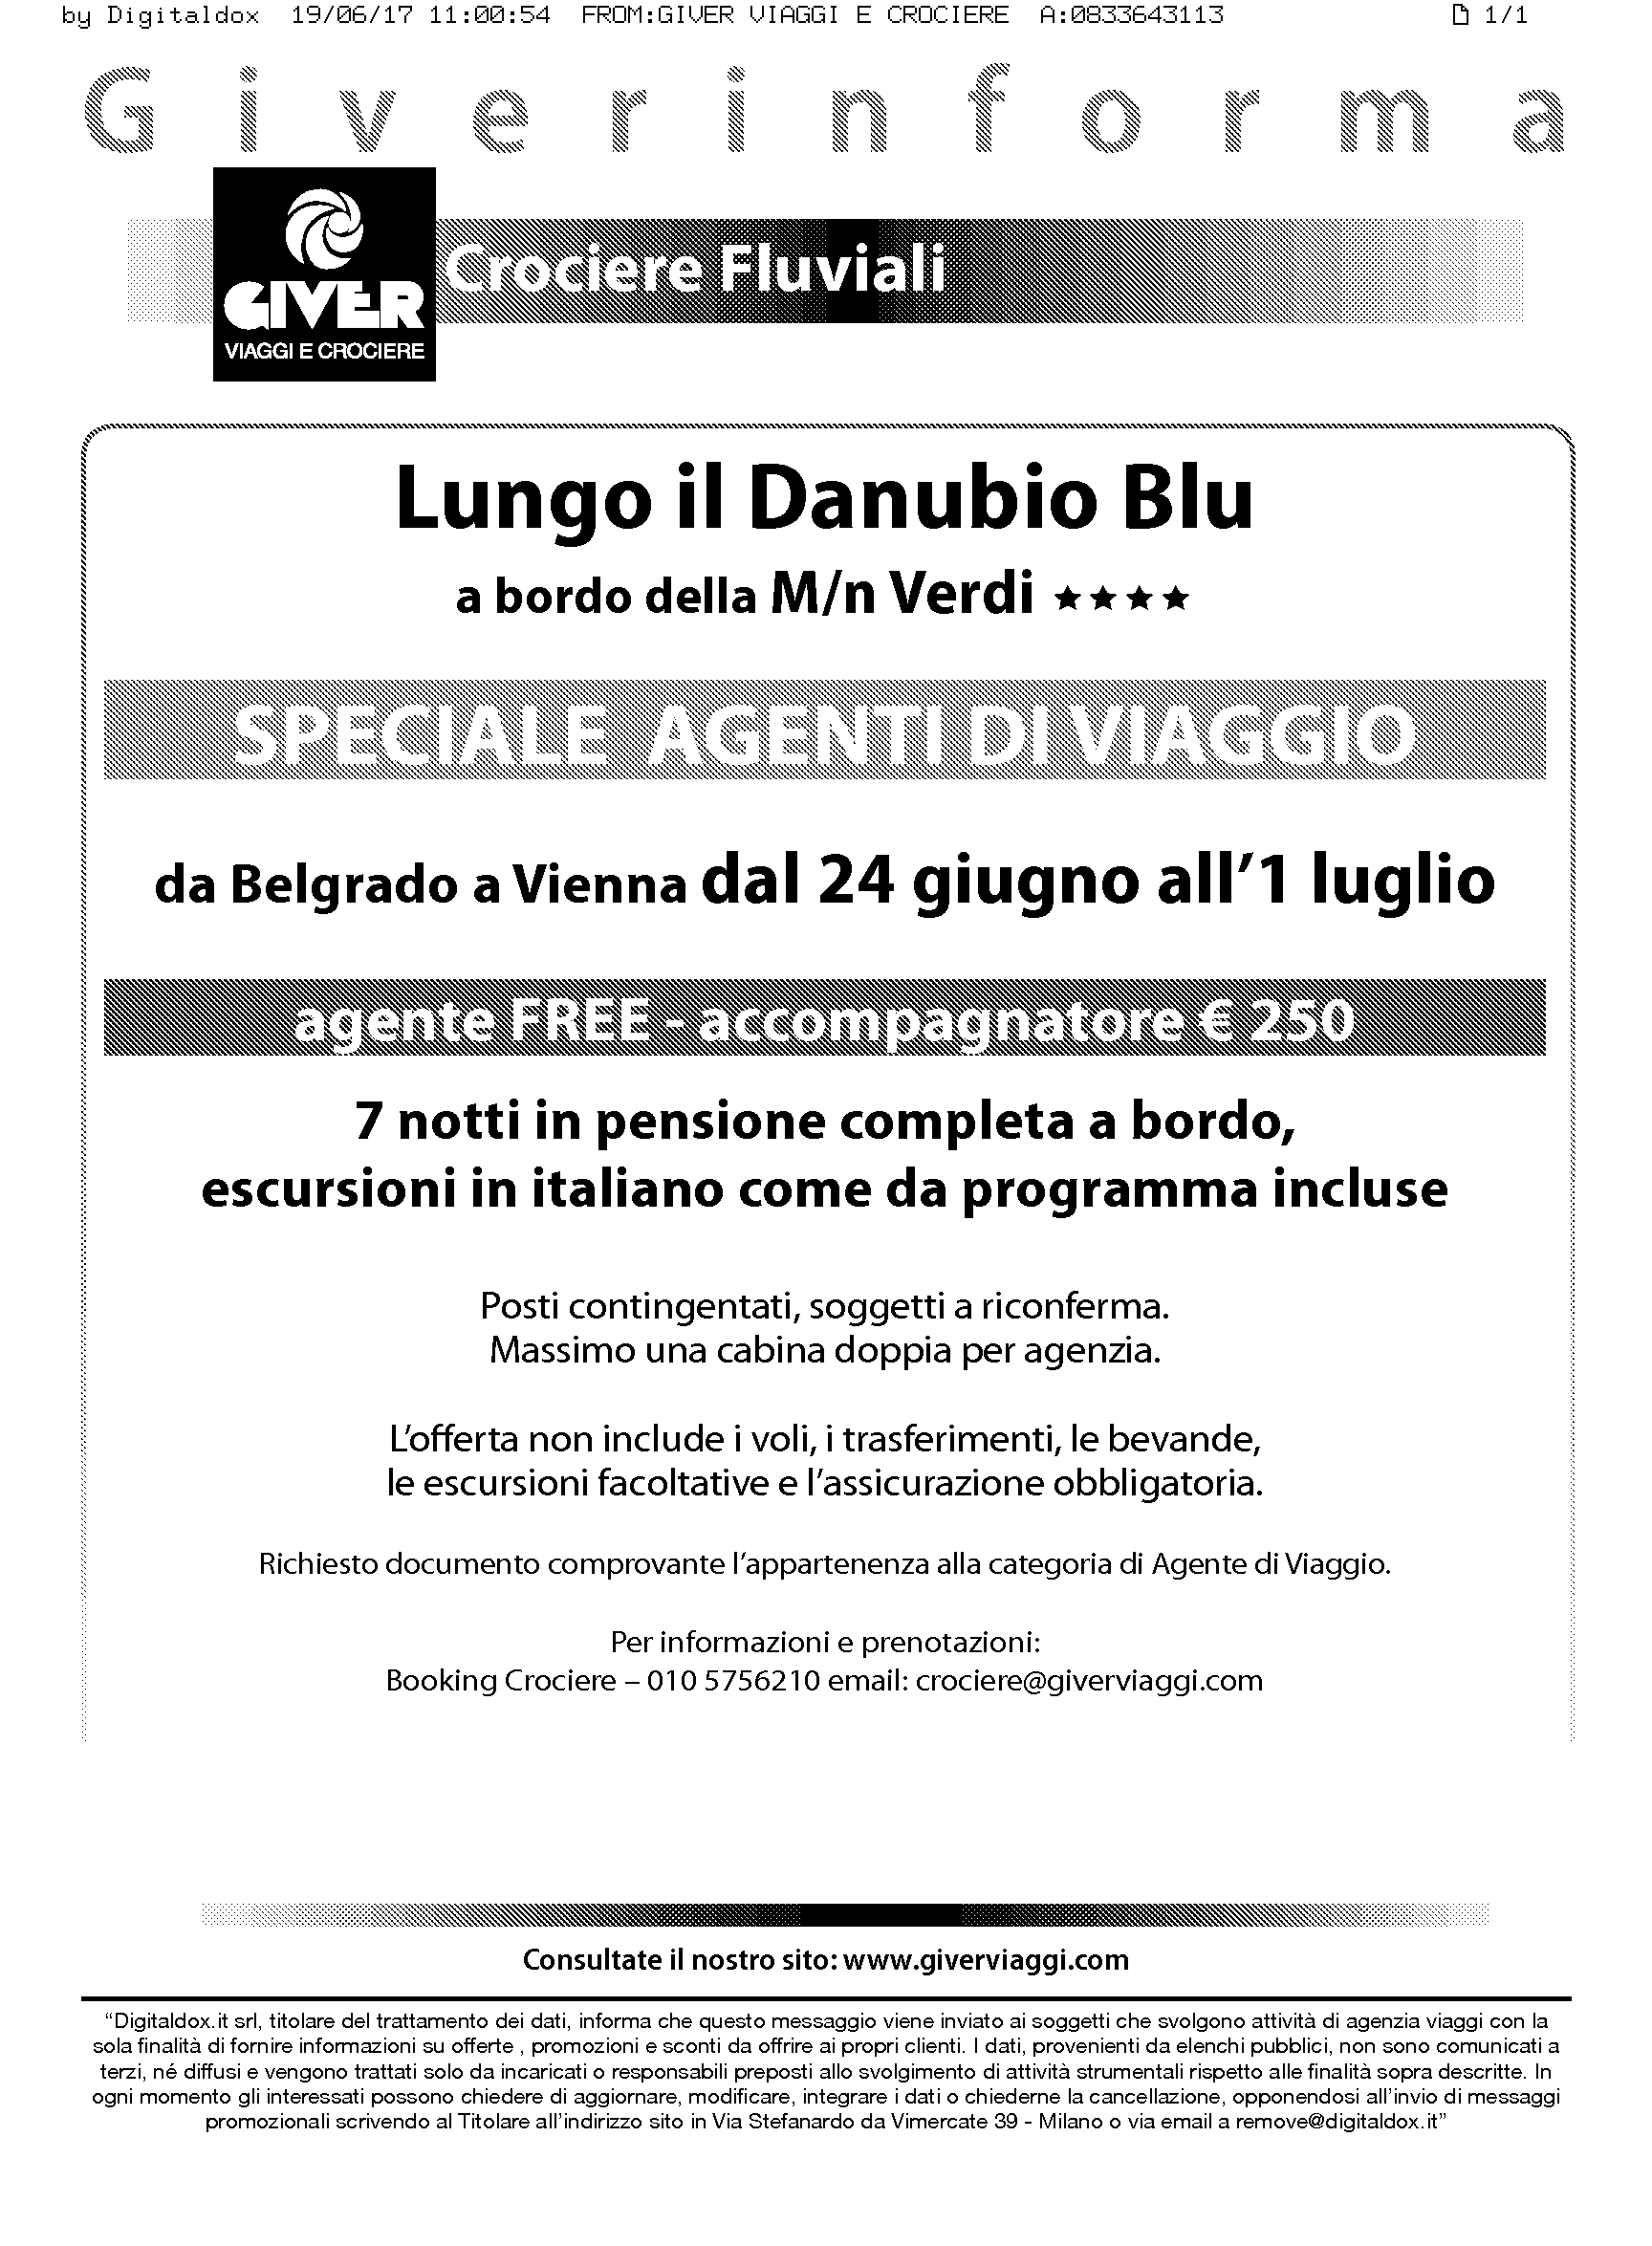 by Digitaldox 19/06/17 11:00:54 FROM:GIVER VIAGGI E CROCIERE A:0833643113 1/1
Giverinforma
Crociere Fluviali
GIVER
VIAGGI E CROCIERE
Lungo il Danubio Blu
a bordo della M/n Verdi ★★★★
SPECIALE AGENTI DI VIAGGIO
da Belgrado a Vienna dal 24 giugno all’1 luglio
agente FREE - accompagnatore € 250
7 notti in pensione completa a bordo,
escursioni in italiano come da programma incluse
Posti contingentati, soggetti a riconferma.
Massimo una cabina doppia per agenzia.
L’offerta non include i voli, i trasferimenti, le bevande,
le escursioni facoltative e l’assicurazione obbligatoria.
Richiesto documento comprovante l’appartenenza alla categoria di Agente di Viaggio.
Per informazioni e prenotazioni:
Booking Crociere – 010 5756210 email: crociere@giverviaggi.com
Consultate il nostro sito: www.giverviaggi.com
“Digitaldox.it srl, titolare del trattamento dei dati, informa che questo messaggio viene inviato ai soggetti che svolgono attività di agenzia viaggi con la
sola finalità di fornire informazioni su offerte , promozioni e sconti da offrire ai propri clienti. I dati, provenienti da elenchi pubblici, non sono comunicati a
terzi, né diffusi e vengono trattati solo da incaricati o responsabili preposti allo svolgimento di attività strumentali rispetto alle finalità sopra descritte. In
ogni momento gli interessati possono chiedere di aggiornare, modificare, integrare i dati o chiederne la cancellazione, opponendosi all’invio di messaggi
promozionali scrivendo al Titolare all’indirizzo sito in Via Stefanardo da Vimercate 39 - Milano o via email a remove@digitaldox.it”